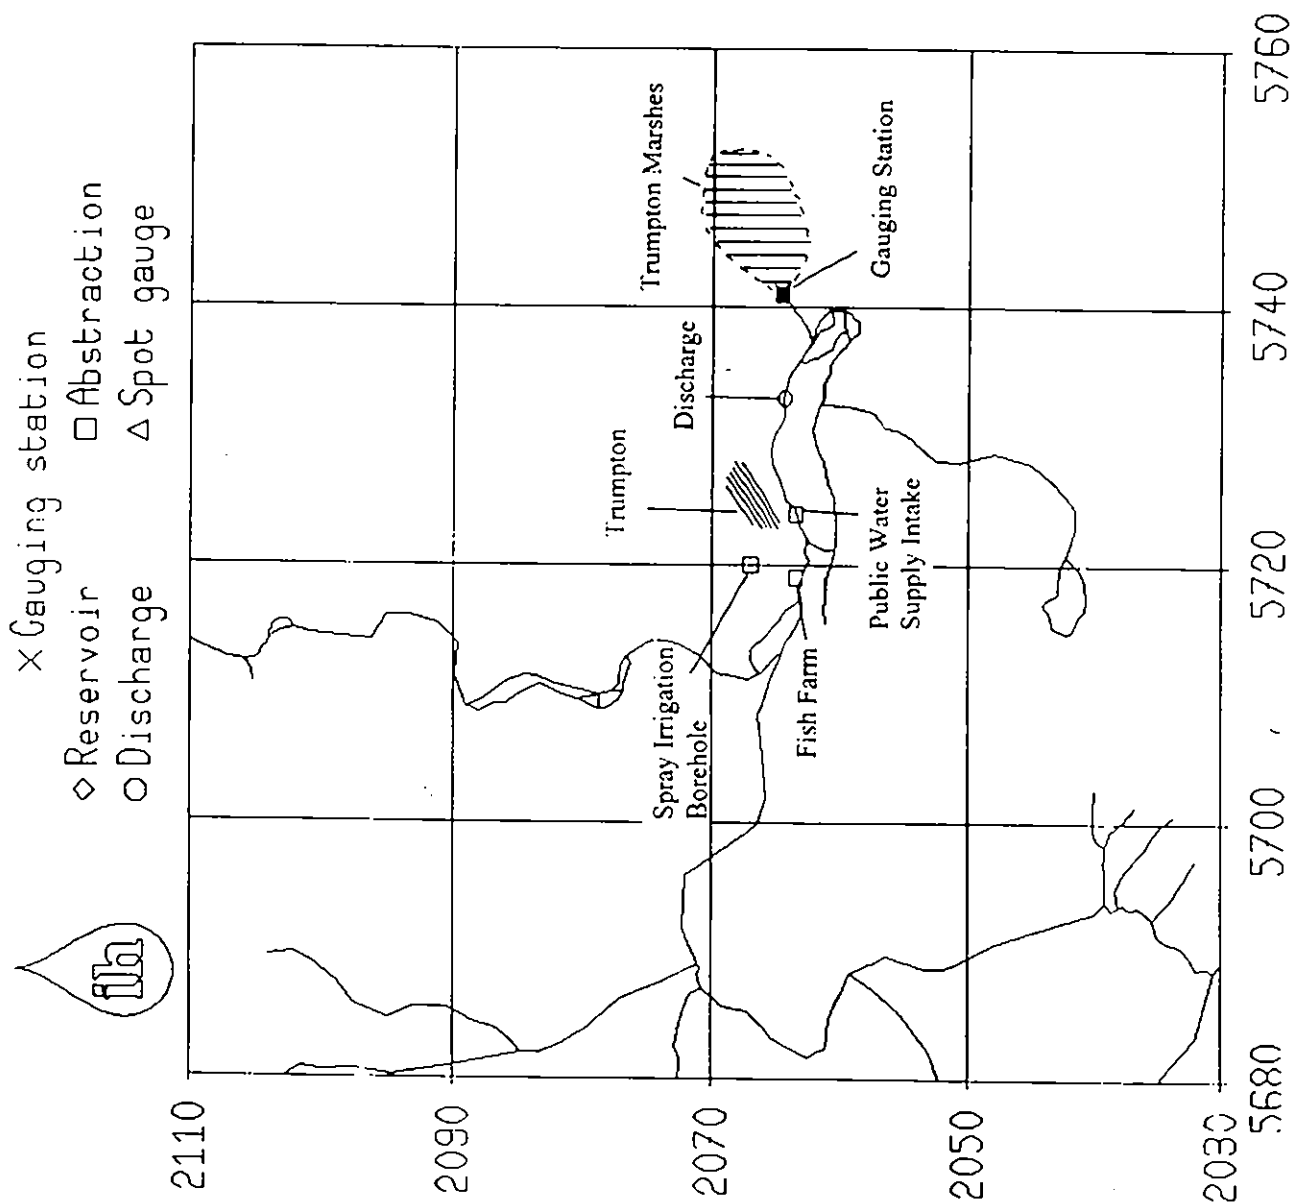 ih
× Gauging station
◇ Reservoir
□ Abstraction
○ Discharge
△ Spot gauge
2110
2090
2070
2050
2030
5680
5700
5720
5740
5760
Trumpton Marshes
Gauging Station
Discharge
Trumpton
Public Water
Supply Intake
Spray Irrigation
Borehole
Fish Farm